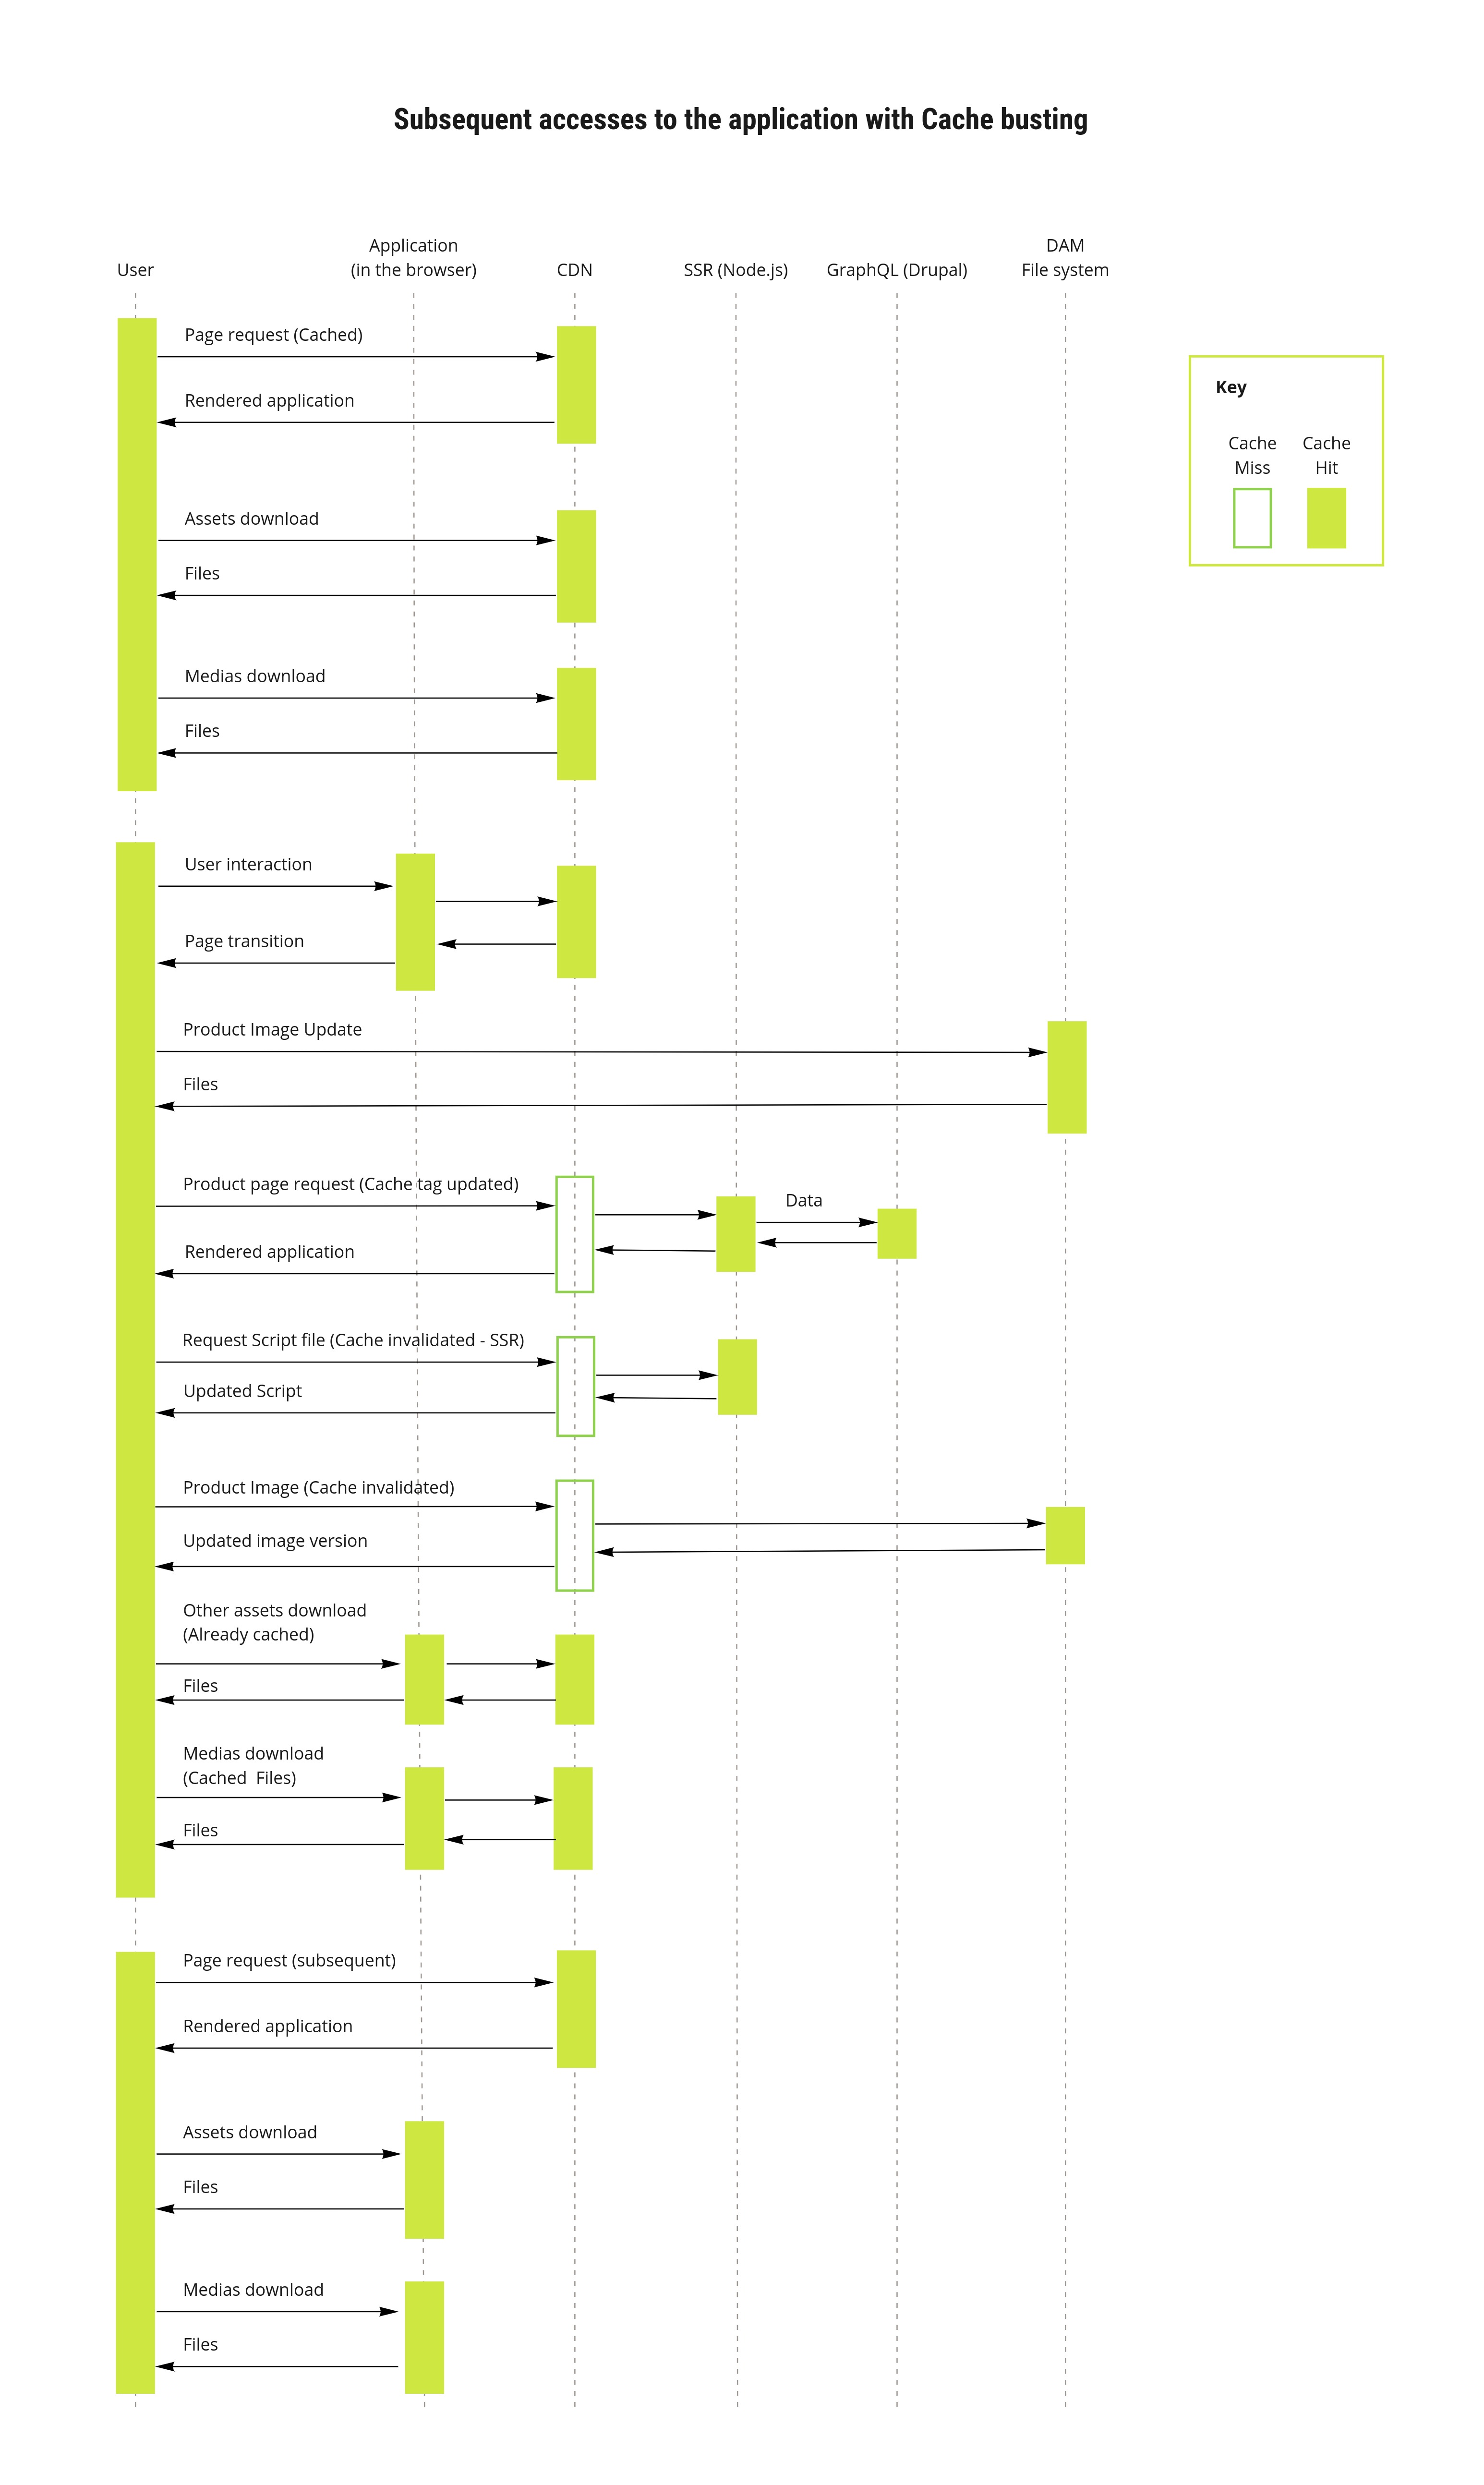 Subsequent accesses to the application with Cache busting
User
Application
(in the browser)
CDN
SSR (Node.js)
GraphQL (Drupal)
DAM
File system
Key
Cache
Miss
Cache
Hit
Page request (Cached)
Rendered application
Assets download
Files
Medias download
Files
User interaction
Page transition
Product Image Update
Files
Product page request (Cache tag updated)
Data
Rendered application
Request Script file (Cache invalidated - SSR)
Updated Script
Product Image (Cache invalidated)
Updated image version
Other assets download
(Already cached)
Files
Medias download
(Cached  Files)
Files
Page request (subsequent)
Rendered application
Assets download
Files
Medias download
Files